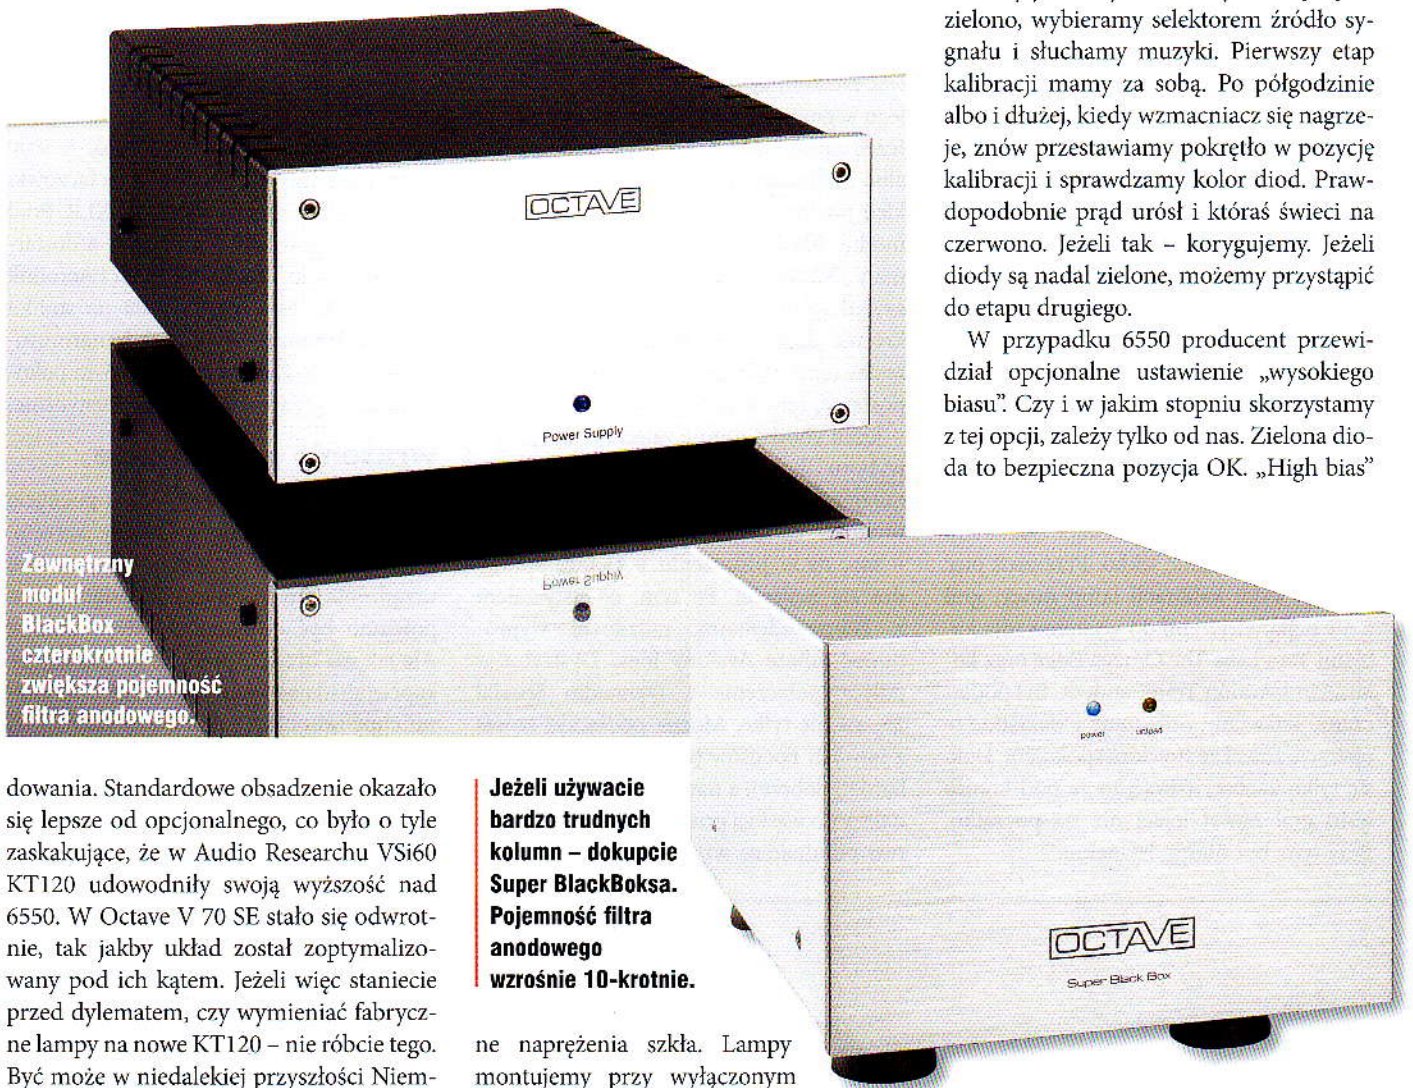 zielono, wybieramy selektorem źródło sy-
gnału i słuchamy muzyki. Pierwszy etap
kalibracji mamy za sobą. Po półgodzinie
albo i dłużej, kiedy wzmacniacz się nagrze-
je, znów przestawiamy pokrętło w pozycję
kalibracji i sprawdzamy kolor diod. Praw-
dopodobnie prąd urósł i któraś świeci na
czerwono. Jeżeli tak – korygujemy. Jeżeli
diody są nadal zielone, możemy przystąpić
do etapu drugiego.
W przypadku 6550 producent przewi-
dział opcjonalne ustawienie „wysokiego
biasu”. Czy i w jakim stopniu skorzystamy
z tej opcji, zależy tylko od nas. Zielona dio-
da to bezpieczna pozycja OK. „High bias”
OCTAVE
Power Supply
Power Supply
Zewnętrzny
moduł
BlackBox
czterokrotnie
zwiększa pojemność
filtra anodowego.
power unload
OCTAVE
Super Black Box
dowania. Standardowe obsadzenie okazało
się lepsze od opcjonalnego, co było o tyle
zaskakujące, że w Audio Researchu VSi60
KT120 udowodniły swoją wyższość nad
6550. W Octave V 70 SE stało się odwrot-
nie, tak jakby układ został zoptymalizo-
wany pod ich kątem. Jeżeli więc staniecie
przed dylematem, czy wymieniać fabrycz-
ne lampy na nowe KT120 – nie róbcie tego.
Być może w niedalekiej przyszłości Niem-
Jeżeli używacie
bardzo trudnych
kolumn – dokupcie
Super BlackBoksa.
Pojemność filtra
anodowego
wzrośnie 10-krotnie.
ne naprężenia szkła. Lampy
montujemy przy wyłączonym